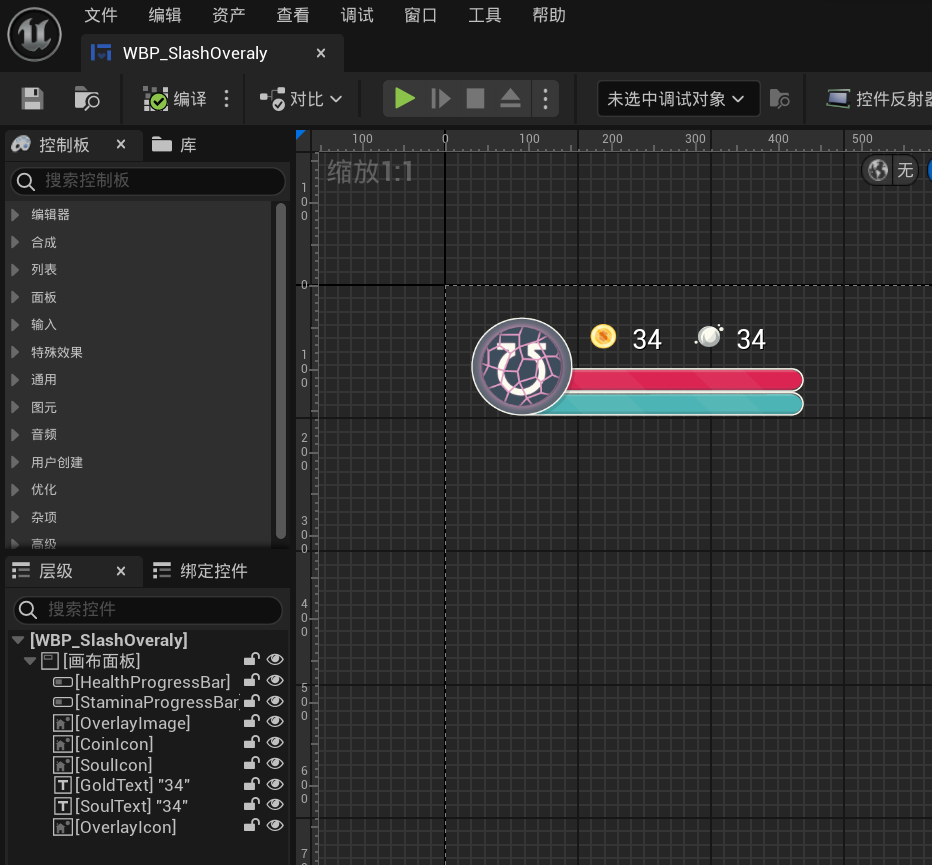 文件 编辑 资产 查看 调试 窗口 工具 帮助
WBP_SlashOveraly
编译 对比 未选中调试对象 控件反射器
控制板 库
搜索控制板
编辑器
合成
列表
面板
输入
特殊效果
通用
图元
音频
用户创建
优化
杂项
高级
层级 绑定控件
搜索控件
[WBP_SlashOveraly]
[画布面板]
[HealthProgressBar]
[StaminaProgressBar
[OverlayImage]
[CoinIcon]
[SoulIcon]
[GoldText] "34"
[SoulText] "34"
[OverlayIcon]
100 0 100 200 300 400 500
缩放1:1
无
34 34
100
0
100
200
300
400
500
600
7